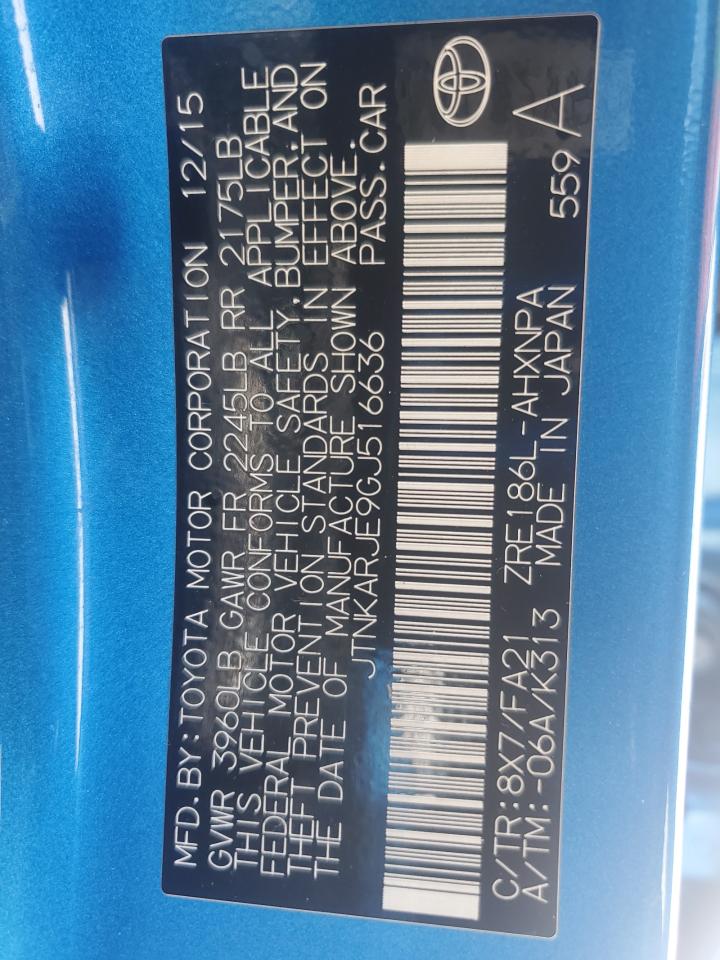 MFD. BY: TOYOTA MOTOR CORPORATION 12/15
GVWR 3960LB GAWR FR 2245LB RR 2175LB
THIS VEHICLE CONFORMS TO ALL APPLICABLE
FEDERAL MOTOR VEHICLE SAFETY, BUMPER, AND
THEFT PREVENTION STANDARDS IN EFFECT ON
THE DATE OF MANUFACTURE SHOWN ABOVE.
JTNKARJE9GJ516636 PASS. CAR
C/TR: 8X7/FA21 ZRE186L-AHXNPA
A/TM: -06A/K313 MADE IN JAPAN 559 A